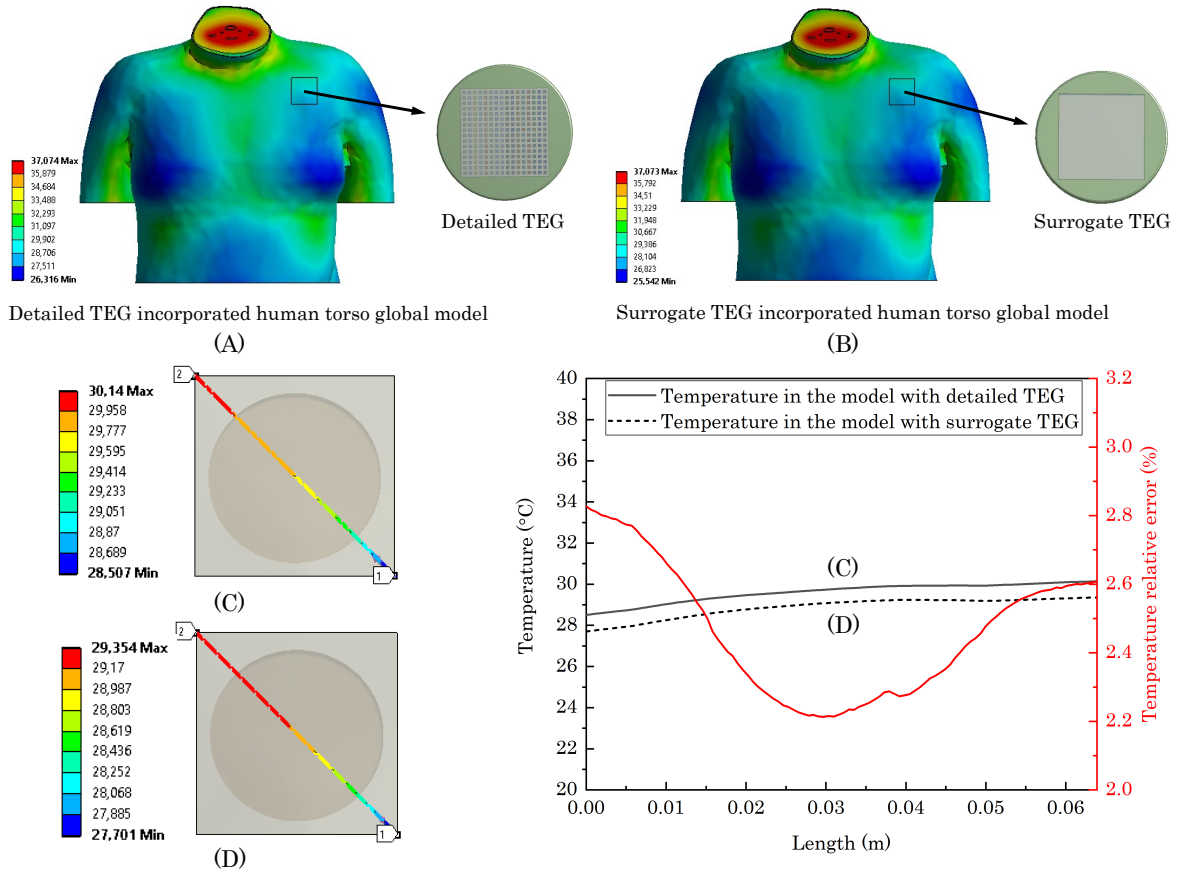 37,074 Max
35,879
34,684
33,488
32,293
31,097
29,902
28,706
27,511
26,316 Min
Detailed TEG
Detailed TEG incorporated human torso global model
(A)
37,073 Max
35,792
34,51
33,229
31,948
30,667
29,386
28,104
26,823
25,542 Min
Surrogate TEG
Surrogate TEG incorporated human torso global model
(B)
30,14 Max
29,958
29,777
29,595
29,414
29,233
29,051
28,87
28,689
28,507 Min
2
1
(C)
29,354 Max
29,17
28,987
28,803
28,619
28,436
28,252
28,068
27,885
27,701 Min
2
1
(D)
Temperature in the model with detailed TEG
Temperature in the model with surrogate TEG
Temperature (°C)
40
38
36
34
32
30
28
26
24
22
20
(C)
(D)
0.00 0.01 0.02 0.03 0.04 0.05 0.06
Length (m)
3.2
3.0
2.8
2.6
2.4
2.2
2.0
Temperature relative error (%)